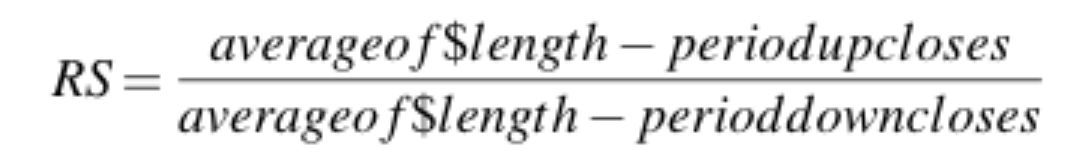 RS = averageof$length − periodupcloses
averageof$length − perioddowncloses